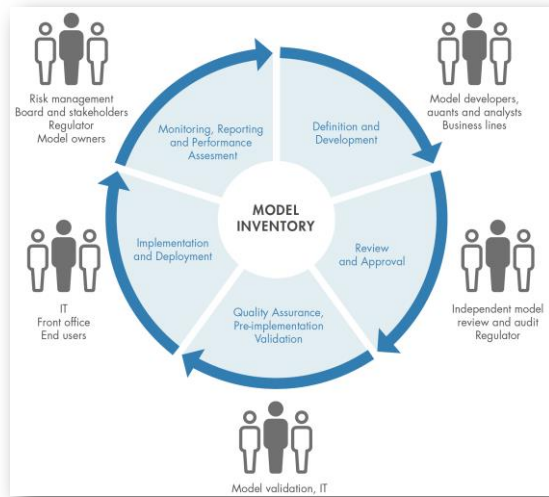 Risk management
Board and stakeholders
Regulator
Model owners
Monitoring, Reporting
and Performance
Assesment
Definition and
Development
Model developers,
auants and analysts
Business lines
MODEL
INVENTORY
Implementation
and Deployment
Review
and Approval
IT
Front office
End users
Quality Assurance,
Pre-implementation
Validation
Independent model
review and audit
Regulator
Model validation, IT